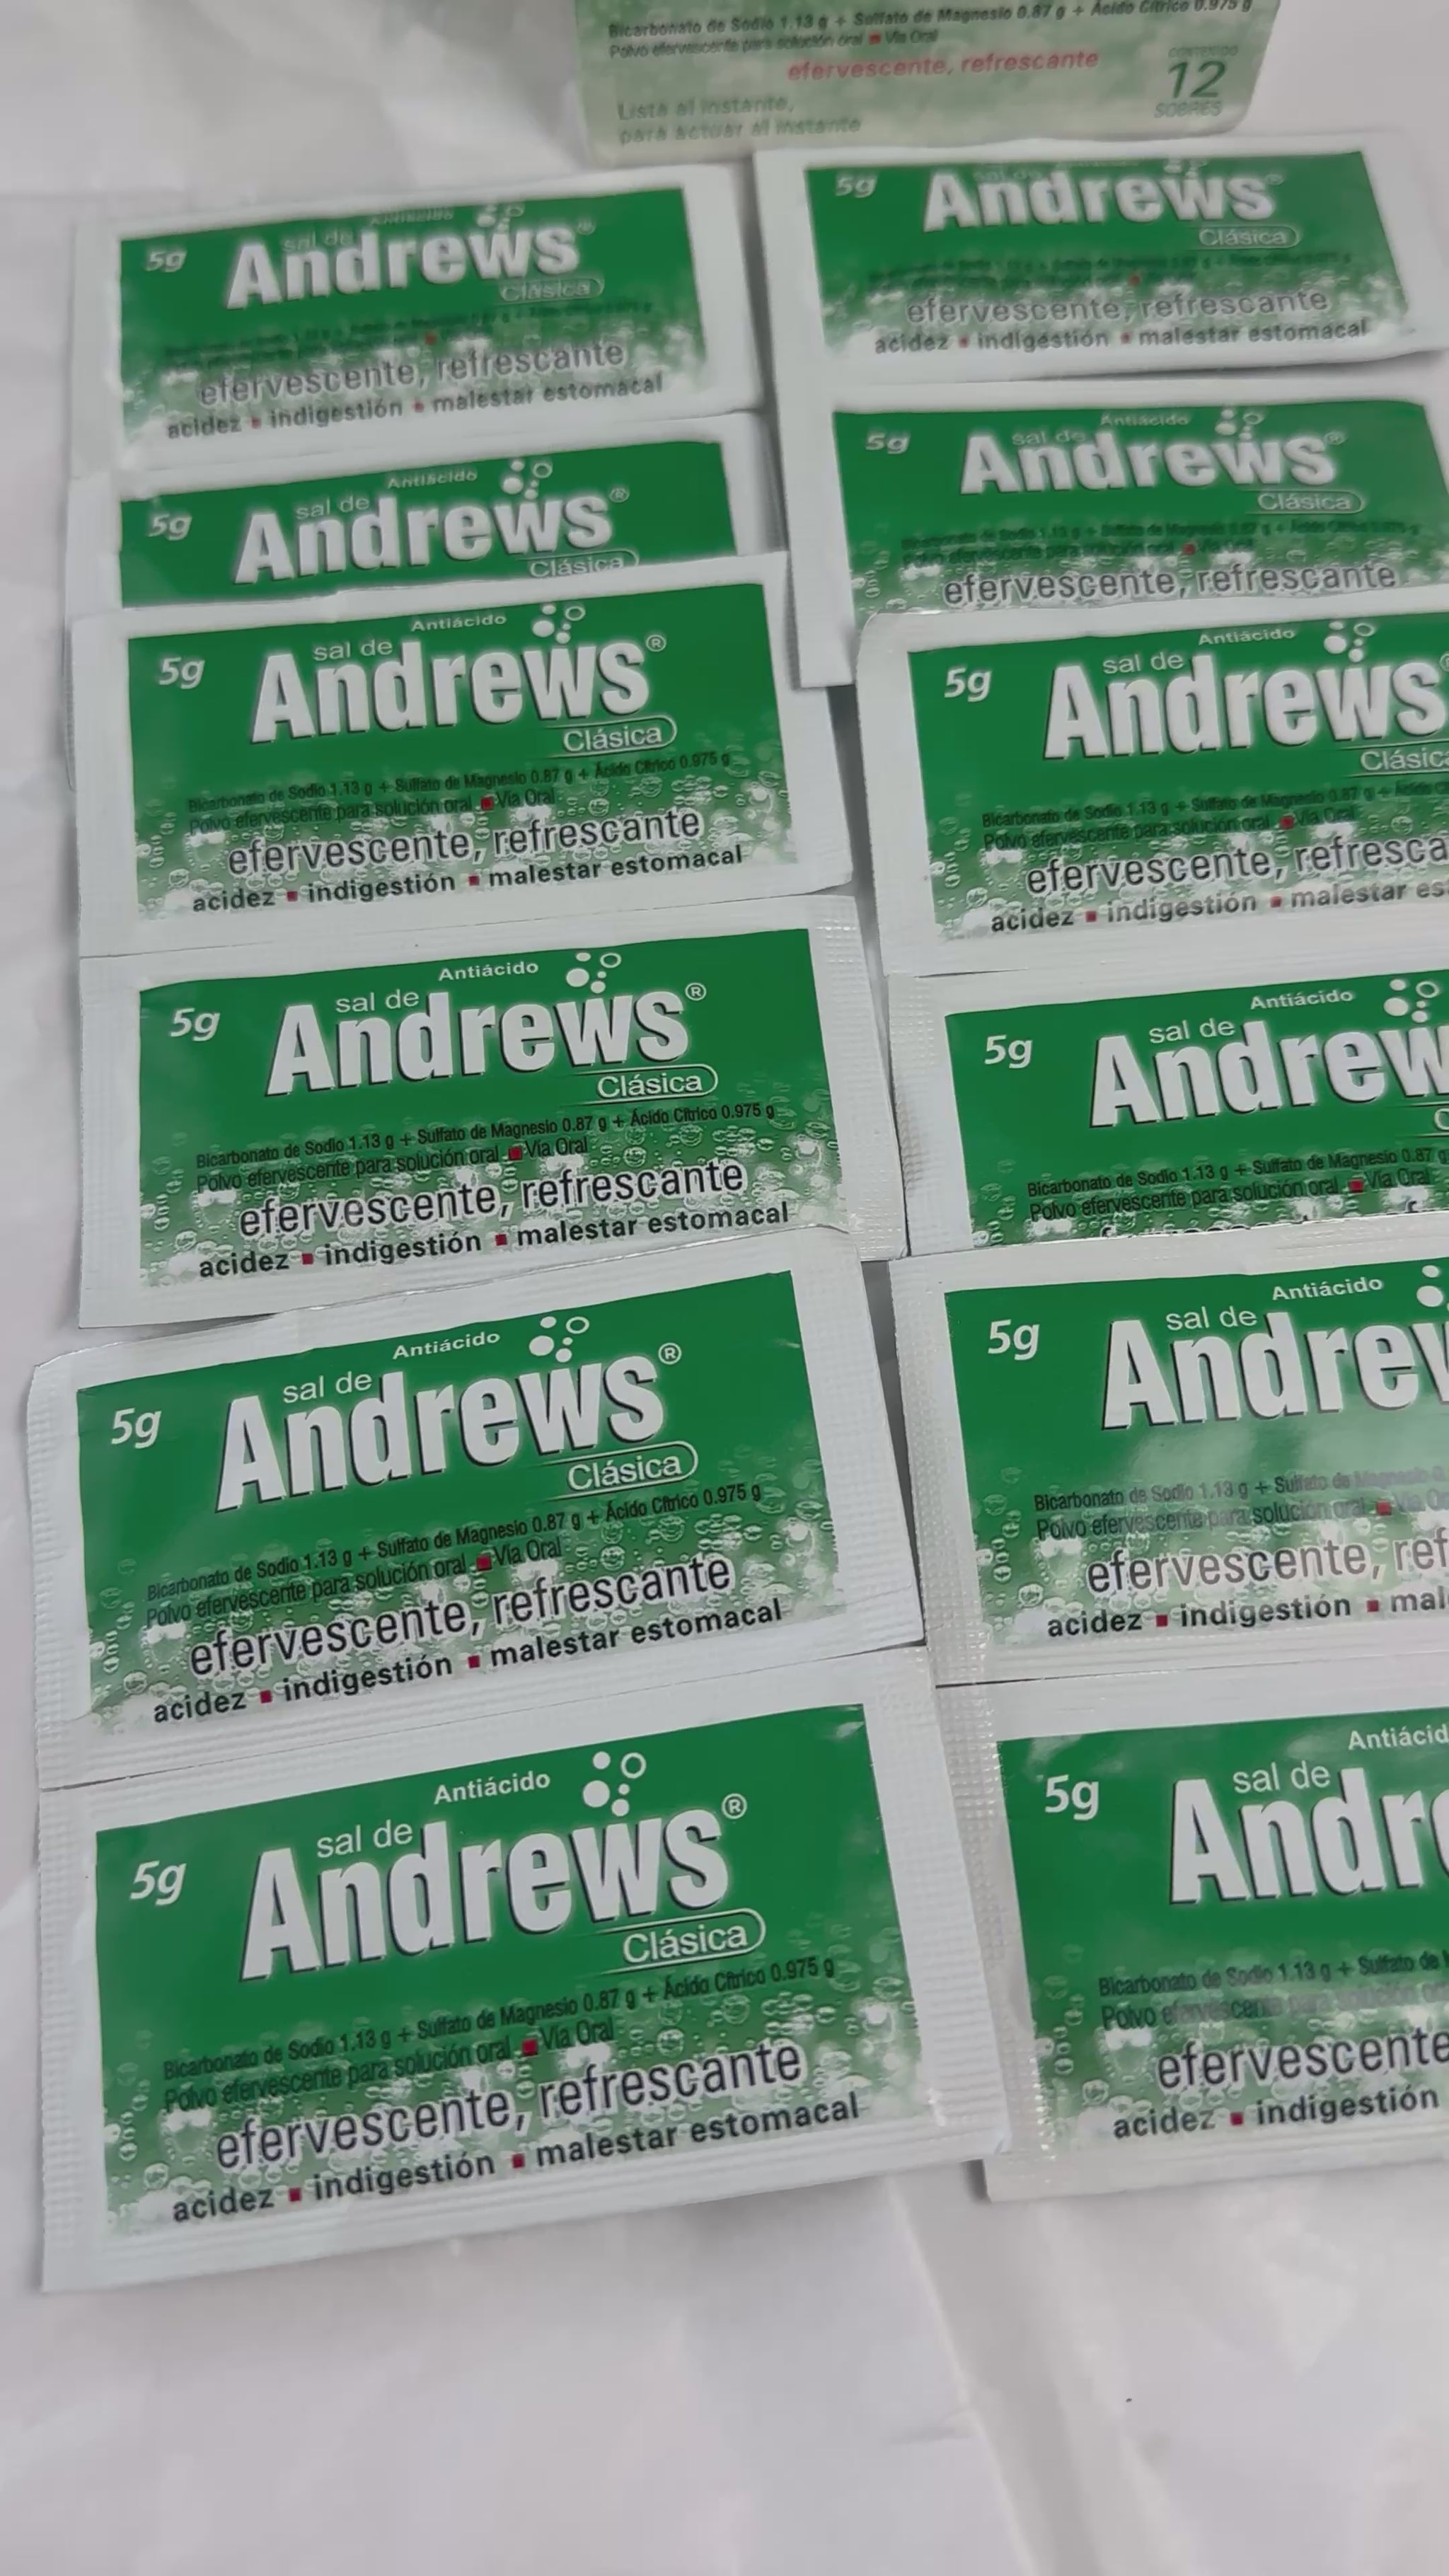 Bicarbonato de Sodio 1.13 g + Sulfato de Magnesio 0.87 g + Ácido Cítrico 0.975 g
Polvo efervescente para solución oral ■ Vía Oral
efervescente, refrescante
CONTENIDO
12
SOBRES
Lista al instante,
para actuar al instante
5g
sal de
Andrews®
Clásica
efervescente, refrescante
acidez ■ indigestión ■ malestar estomacal
5g
Andrews®
Clásica
efervescente, refrescante
acidez ■ indigestión ■ malestar estomacal
Antiácido
5g
sal de
Andrews®
Clásica
Antiácido
5g
sal de
Andrews®
Clásica
efervescente, refrescante
Antiácido
5g
sal de
Andrews®
Clásica
Bicarbonato de Sodio 1.13 g + Sulfato de Magnesio 0.87 g + Ácido Cítrico 0.975 g
Polvo efervescente para solución oral ■ Vía Oral
efervescente, refrescante
acidez ■ indigestión ■ malestar estomacal
Antiácido
5g
sal de
Andrews
Clásic
Bicarbonato de Sodio 1.13 g + Sulfato de Magnesio 0.87 g + Ácido
Polvo efervescente para solución oral ■ Vía Oral
efervescente, refresca
acidez ■ indigestión ■ malestar es
Antiácido
5g
sal de
Andrews®
Clásica
Bicarbonato de Sodio 1.13 g + Sulfato de Magnesio 0.87 g + Ácido Cítrico 0.975 g
Polvo efervescente para solución oral ■ Vía Oral
efervescente, refrescante
acidez ■ indigestión ■ malestar estomacal
Antiácido
5g
sal de
Andrew
C
Bicarbonato de Sodio 1.13 g + Sulfato de Magnesio 0.87 g
Polvo efervescente para solución oral ■ Vía Oral
Antiácido
5g
sal de
Andrews®
Clásica
Bicarbonato de Sodio 1.13 g + Sulfato de Magnesio 0.87 g + Ácido Cítrico 0.975 g
Polvo efervescente para solución oral ■ Vía Oral
efervescente, refrescante
acidez ■ indigestión ■ malestar estomacal
Antiácido
5g
sal de
Andrew
Bicarbonato de Sodio 1.13 g + Sulfato de Magnesio
Polvo efervescente para solución oral ■ Vía O
efervescente, ref
acidez ■ indigestión ■ mal
Antiácido
5g
sal de
Andrews®
Clásica
Bicarbonato de Sodio 1.13 g + Sulfato de Magnesio 0.87 g + Ácido Cítrico 0.975 g
Polvo efervescente para solución oral ■ Vía Oral
efervescente, refrescante
acidez ■ indigestión ■ malestar estomacal
Antiácid
5g
sal de
Andre
Bicarbonato de Sodio 1.13 g + Sulfato de
Polvo efervescente
efervescente
acidez ■ indigestión